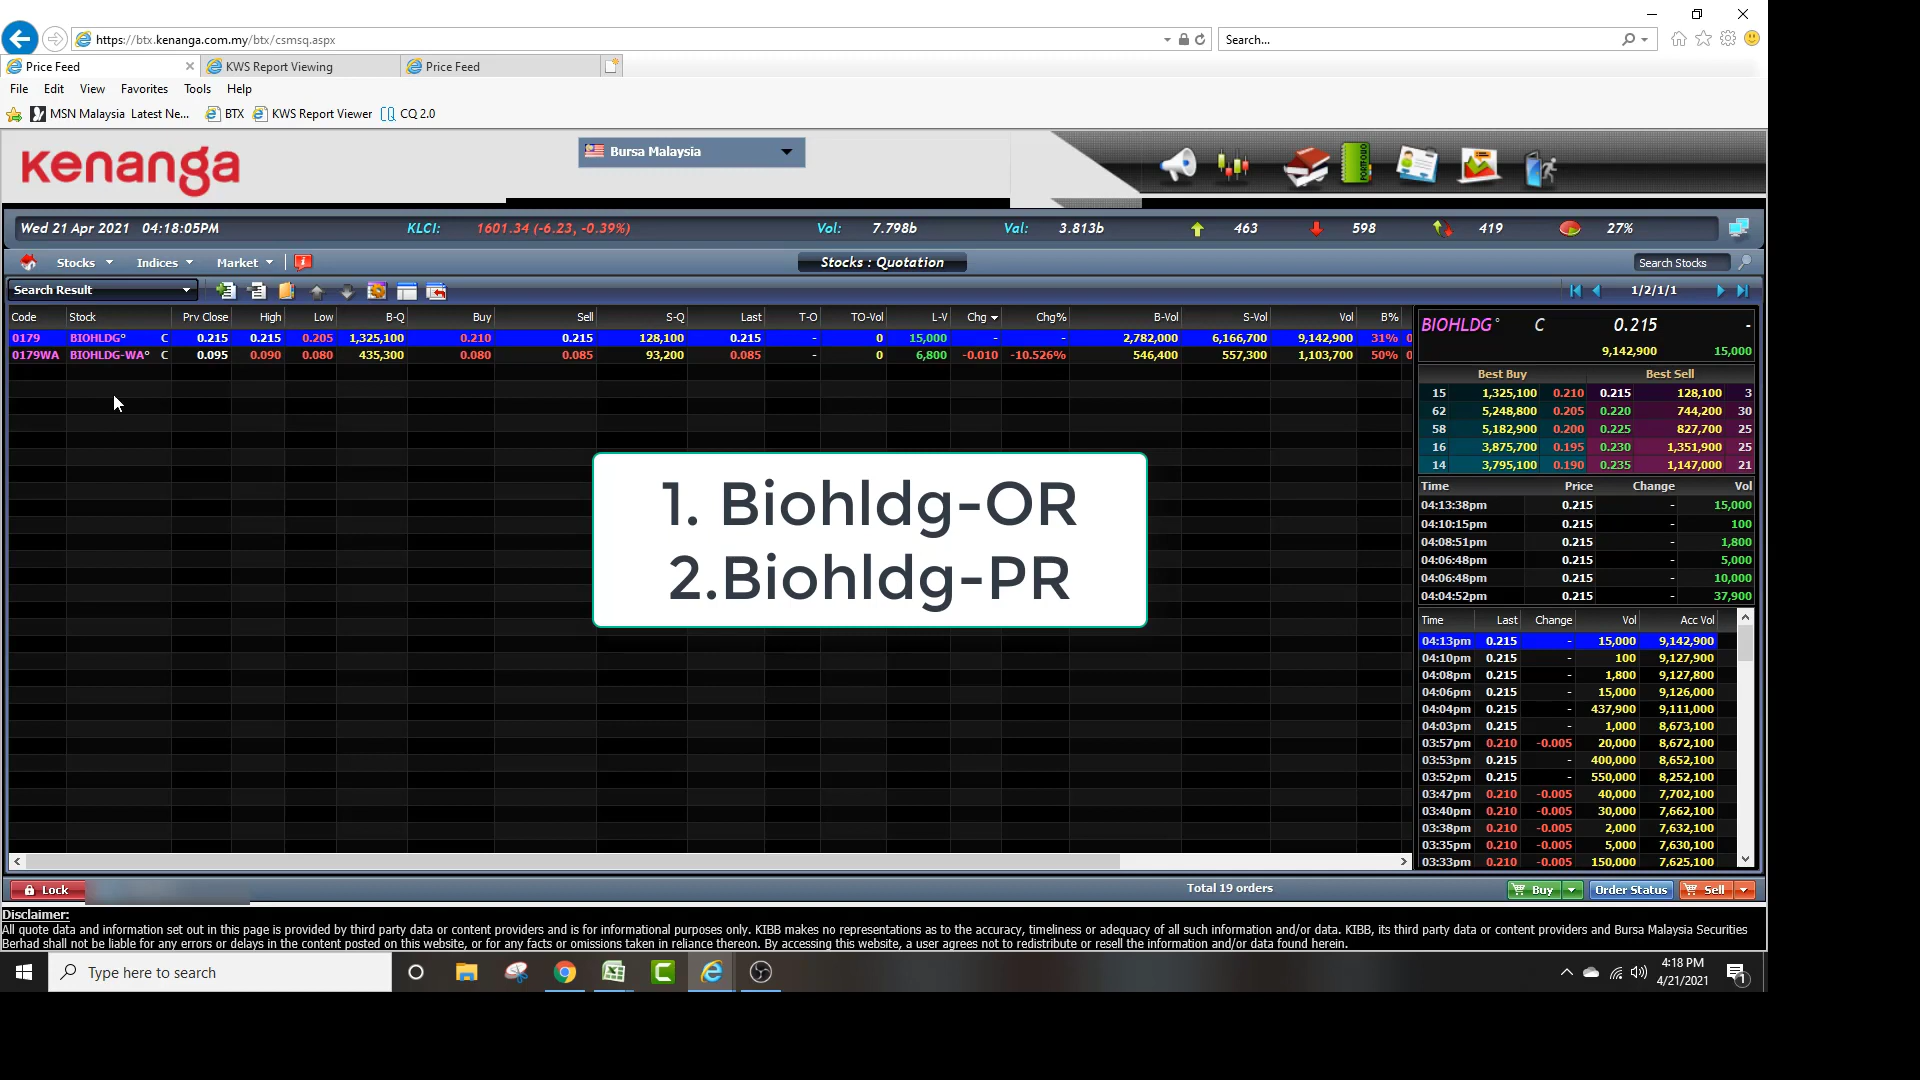 https://btx.kenanga.com.my/btx/csmsq.aspx
Search...
Price Feed
KWS Report Viewing
Price Feed
File Edit View Favorites Tools Help
MSN Malaysia Latest Ne...
BTX
KWS Report Viewer
CQ 2.0
kenanga
Bursa Malaysia
PORTFOLIO
Wed 21 Apr 2021 04:18:05PM KLCI: 1601.34 (-6.23, -0.39%) Vol: 7.798b Val: 3.813b 463 598 419 27%
Stocks Indices Market Stocks : Quotation Search Stocks
Search Result 1/2/1/1
Code Stock Prv Close High Low B-Q Buy Sell S-Q Last T-O TO-Vol L-V Chg Chg% B-Vol S-Vol Vol B%
0179 BIOHLDG° C 0.215 0.215 0.205 1,325,100 0.210 0.215 128,100 0.215 - 0 15,000 - - 2,782,000 6,166,700 9,142,900 31% 0
0179WA BIOHLDG-WA° C 0.095 0.090 0.080 435,300 0.080 0.085 93,200 0.085 - 0 6,800 -0.010 -10.526% 546,400 557,300 1,103,700 50% 0
1. Biohldg-OR
2.Biohldg-PR
BIOHLDG° C 0.215 -
9,142,900 15,000
Best Buy Best Sell
15 1,325,100 0.210 0.215 128,100 3
62 5,248,800 0.205 0.220 744,200 30
58 5,182,900 0.200 0.225 827,700 25
16 3,875,700 0.195 0.230 1,351,900 25
14 3,795,100 0.190 0.235 1,147,000 21
Time Price Change Vol
04:13:38pm 0.215 - 15,000
04:10:15pm 0.215 - 100
04:08:51pm 0.215 - 1,800
04:06:48pm 0.215 - 5,000
04:06:48pm 0.215 - 10,000
04:04:52pm 0.215 - 37,900
Time Last Change Vol Acc Vol
04:13pm 0.215 - 15,000 9,142,900
04:10pm 0.215 - 100 9,127,900
04:08pm 0.215 - 1,800 9,127,800
04:06pm 0.215 - 15,000 9,126,000
04:04pm 0.215 - 437,900 9,111,000
04:03pm 0.215 - 1,000 8,673,100
03:57pm 0.210 -0.005 20,000 8,672,100
03:53pm 0.215 - 400,000 8,652,100
03:52pm 0.215 - 550,000 8,252,100
03:47pm 0.210 -0.005 40,000 7,702,100
03:40pm 0.210 -0.005 30,000 7,662,100
03:38pm 0.210 -0.005 2,000 7,632,100
03:35pm 0.210 -0.005 5,000 7,630,100
03:33pm 0.210 -0.005 150,000 7,625,100
Lock Total 19 orders Buy Order Status Sell
Disclaimer:
All quote data and information set out in this page is provided by third party data or content providers and is for informational purposes only. KIBB makes no representations as to the accuracy, timeliness or adequacy of all such information and/or data. KIBB, its third party data or content providers and Bursa Malaysia Securities
Berhad shall not be liable for any errors or delays in the content posted on this website, or for any facts or omissions taken in reliance thereon. By accessing this website, a user agrees not to redistribute or resell the information and/or data found herein.
Type here to search
4:18 PM
4/21/2021
1